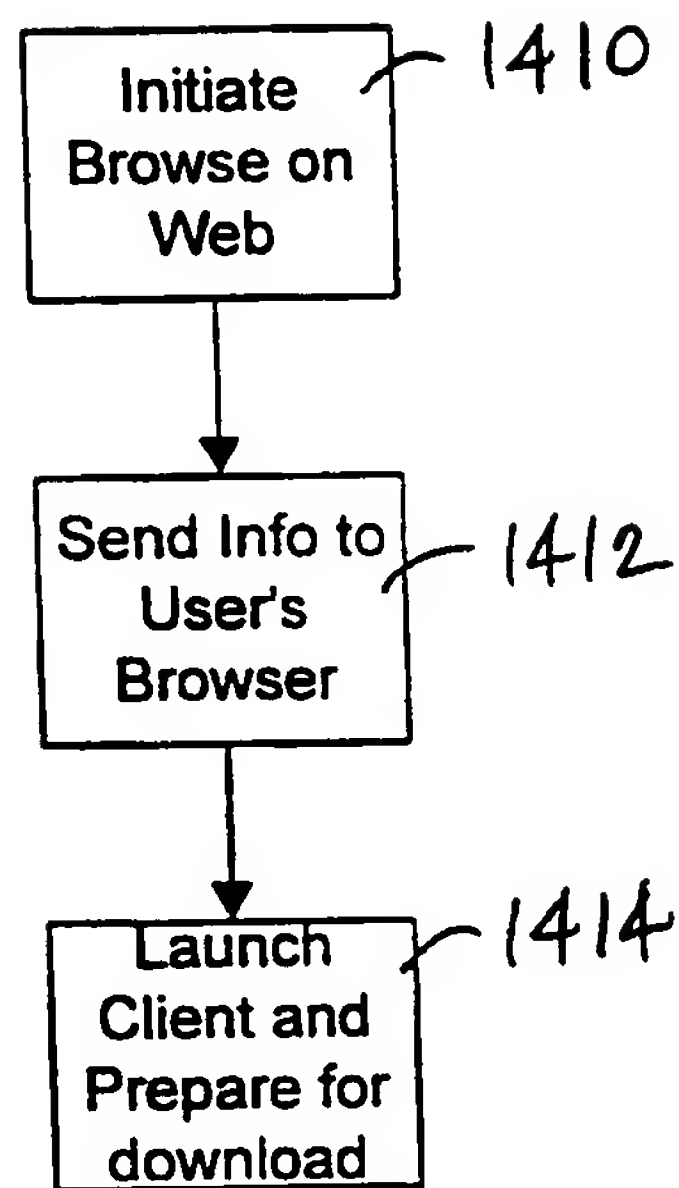 Initiate
Browse on
Web
1410
Send Info to
User's
Browser
1412
Launch
Client and
Prepare for
download
1414